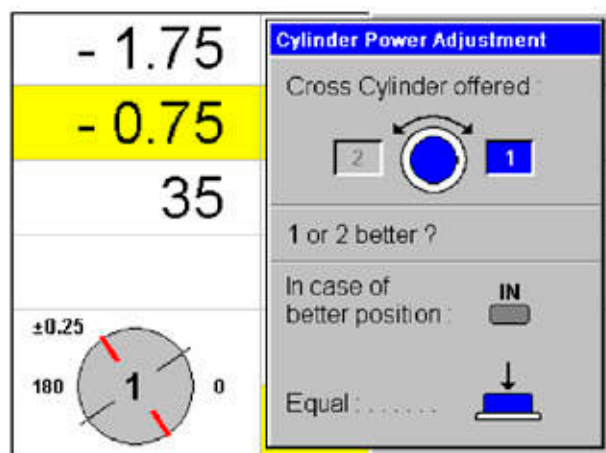 - 1.75
- 0.75
35
±0.25
180
1
0
Cylinder Power Adjustment
Cross Cylinder offered :
2
1
1 or 2 better ?
In case of
better position :
IN
Equal : . . . . . .